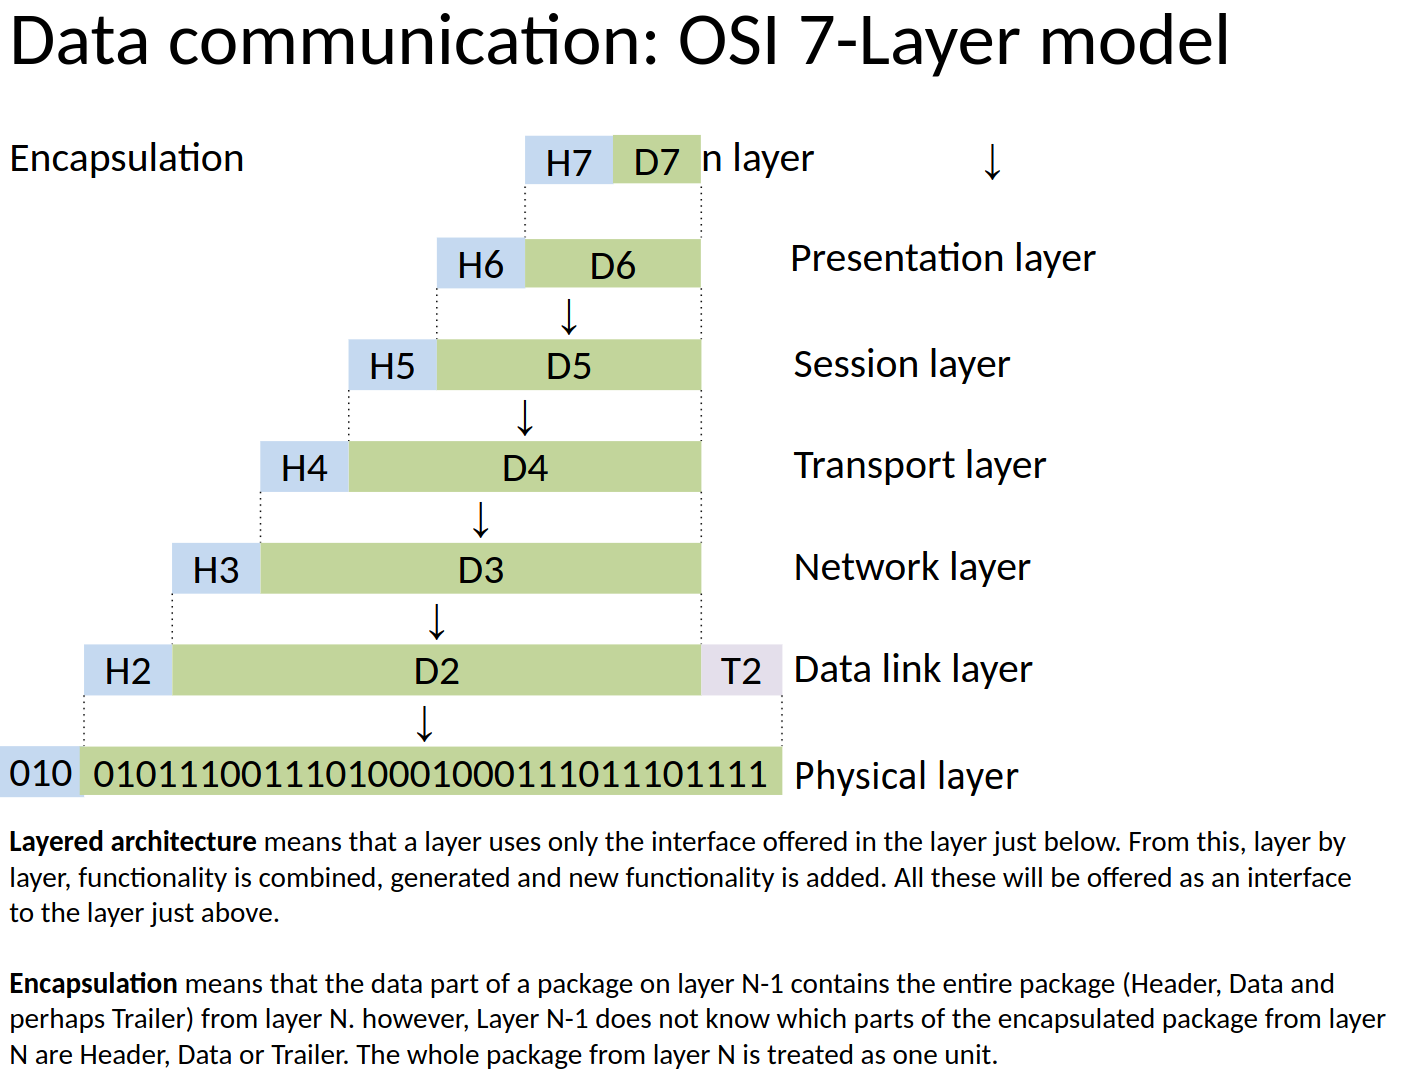 Data communication: OSI 7-Layer model
Encapsulation H7 D7 n layer ↓
H6 D6 Presentation layer
↓
H5 D5 Session layer
↓
H4 D4 Transport layer
↓
H3 D3 Network layer
↓
H2 D2 T2 Data link layer
↓
010 01011100111010001000111011101111 Physical layer
Layered architecture means that a layer uses only the interface offered in the layer just below. From this, layer by
layer, functionality is combined, generated and new functionality is added. All these will be offered as an interface
to the layer just above.
Encapsulation means that the data part of a package on layer N-1 contains the entire package (Header, Data and
perhaps Trailer) from layer N. however, Layer N-1 does not know which parts of the encapsulated package from layer
N are Header, Data or Trailer. The whole package from layer N is treated as one unit.